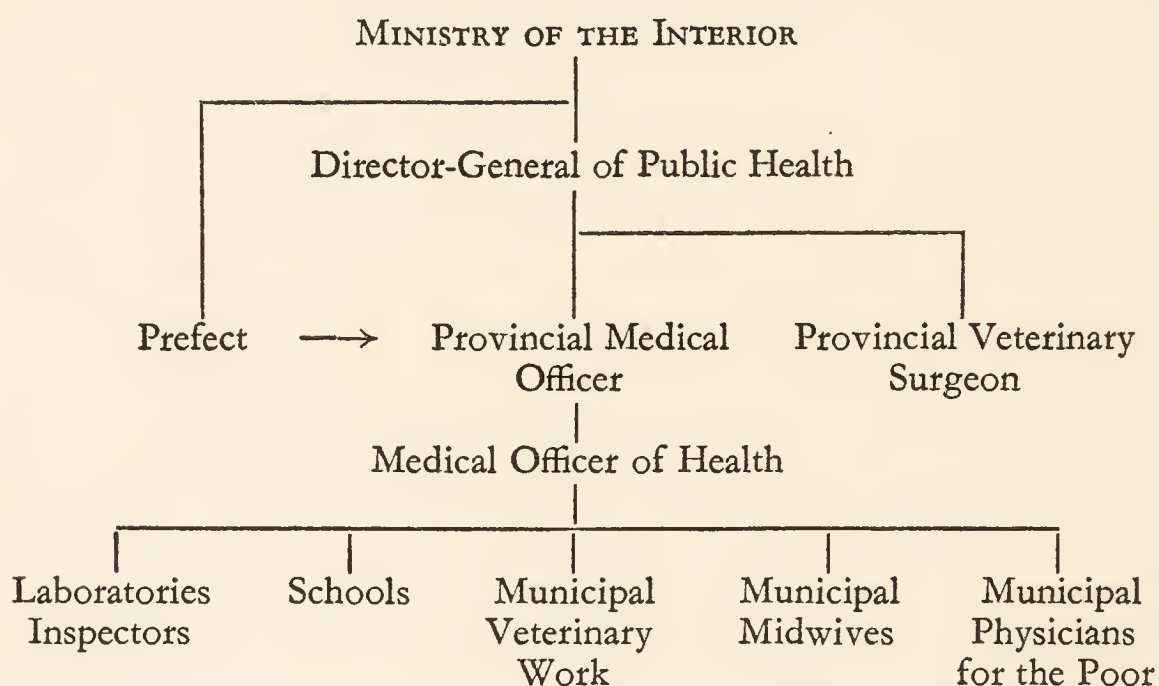 MINISTRY OF THE INTERIOR
Director-General of Public Health
Prefect → Provincial Medical Officer
Provincial Veterinary Surgeon
Medical Officer of Health
Laboratories
Inspectors
Schools
Municipal
Veterinary
Work
Municipal
Midwives
Municipal
Physicians
for the Poor